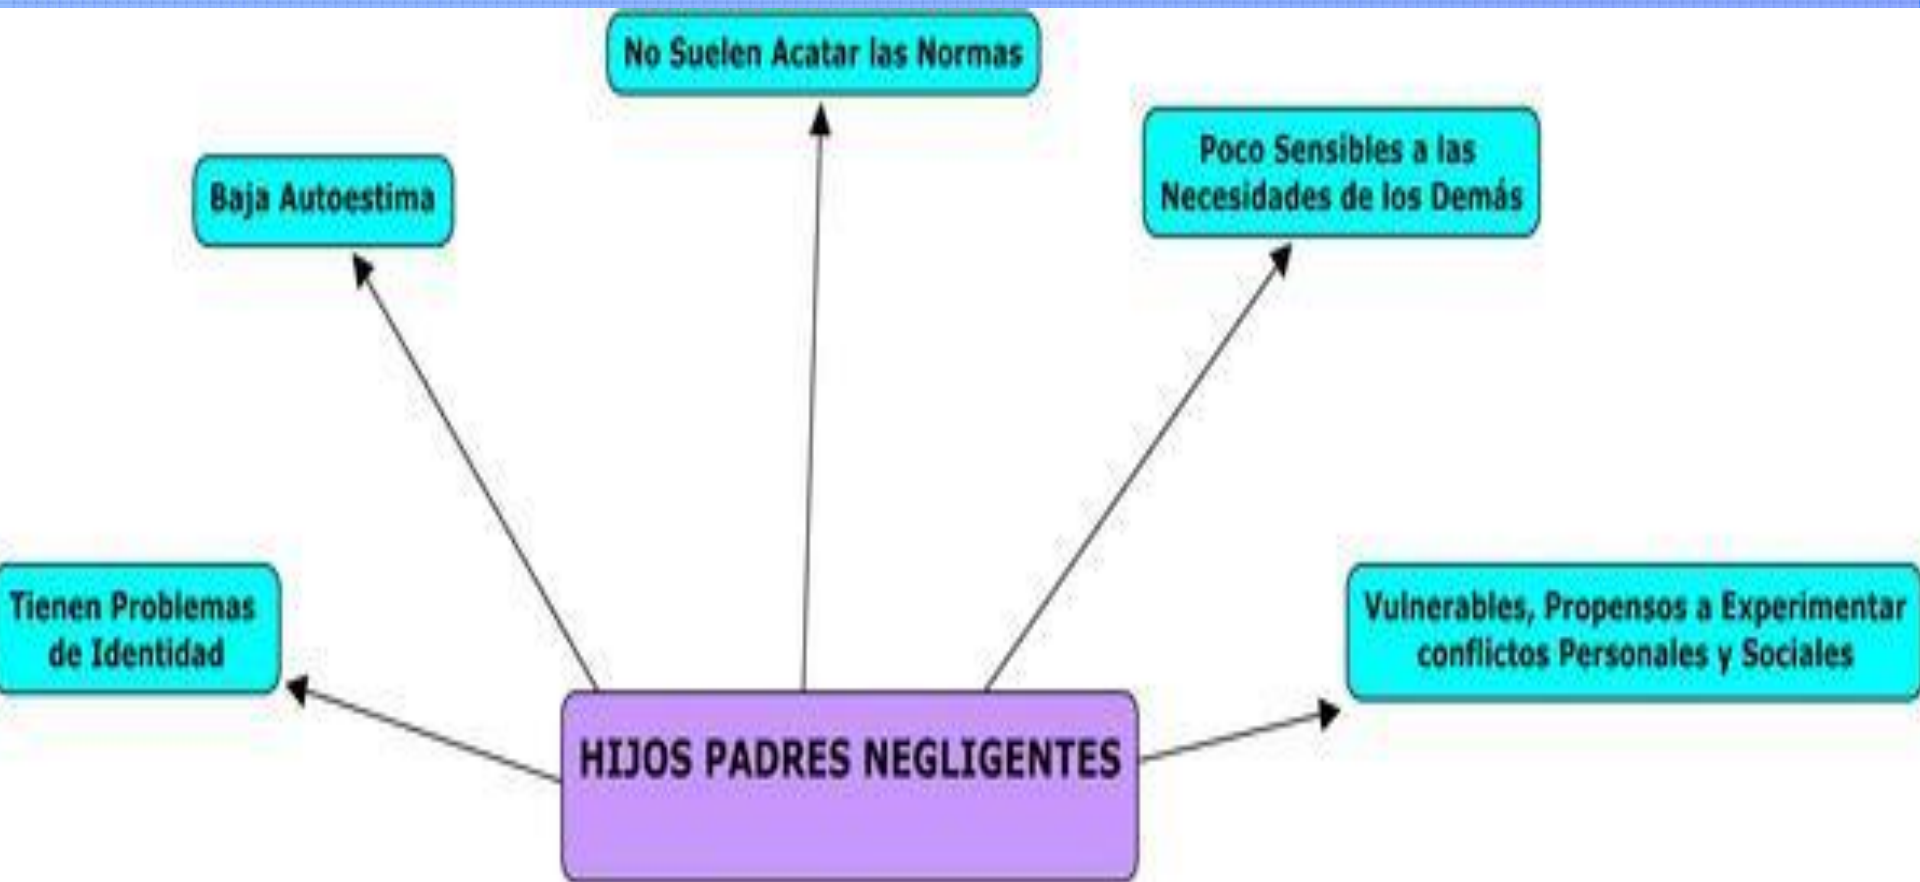 No Suelen Acatar las Normas
Poco Sensibles a las
Necesidades de los Demás
Baja Autoestima
Tienen Problemas
de Identidad
Vulnerables, Propensos a Experimentar
conflictos Personales y Sociales
HIJOS PADRES NEGLIGENTES